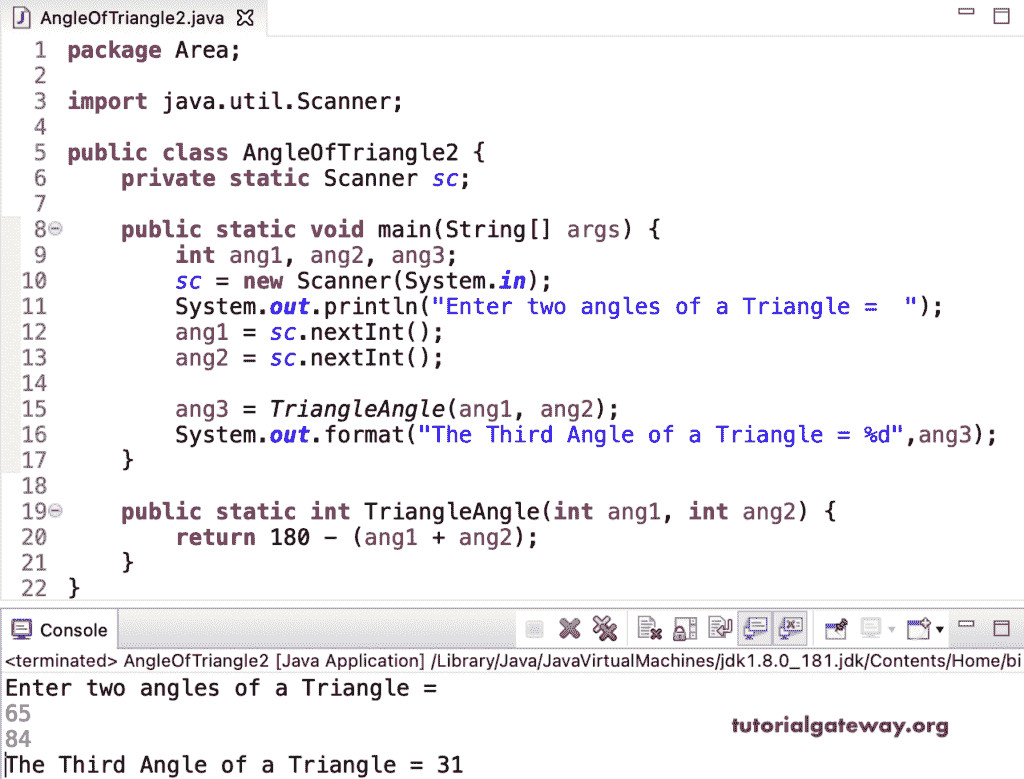 AngleOfTriangle2.java
1 package Area;
2
3 import java.util.Scanner;
4
5 public class AngleOfTriangle2 {
6     private static Scanner sc;
7
8     public static void main(String[] args) {
9         int ang1, ang2, ang3;
10         sc = new Scanner(System.in);
11         System.out.println("Enter two angles of a Triangle =  ");
12         ang1 = sc.nextInt();
13         ang2 = sc.nextInt();
14
15         ang3 = TriangleAngle(ang1, ang2);
16         System.out.format("The Third Angle of a Triangle = %d",ang3);
17     }
18
19     public static int TriangleAngle(int ang1, int ang2) {
20         return 180 - (ang1 + ang2);
21     }
22 }
Console
<terminated> AngleOfTriangle2 [Java Application] /Library/Java/JavaVirtualMachines/jdk1.8.0_181.jdk/Contents/Home/bi
Enter two angles of a Triangle =
65
84
The Third Angle of a Triangle = 31
tutorialgateway.org